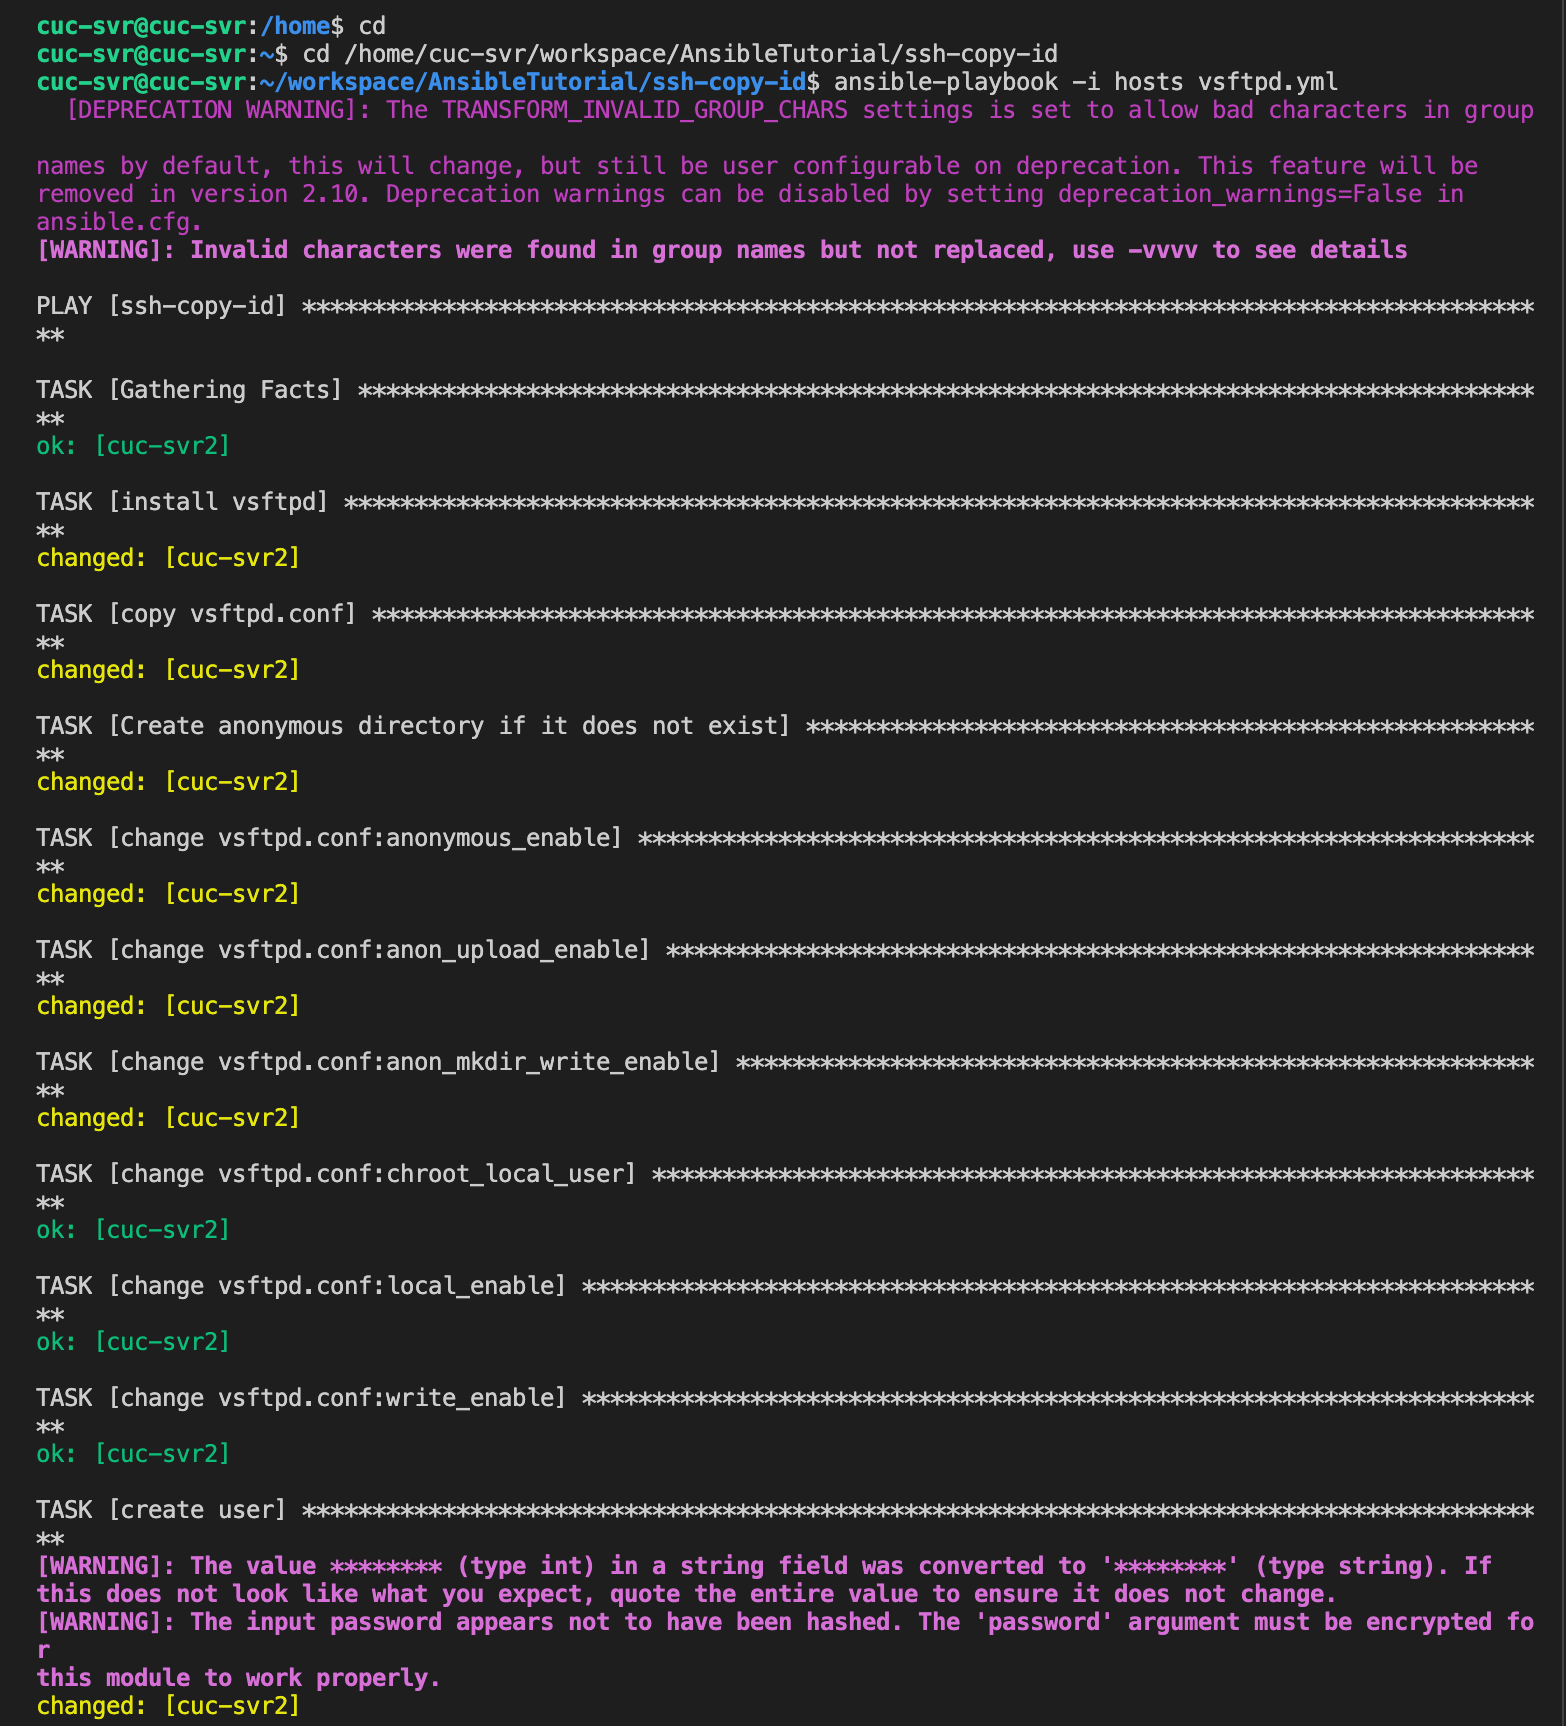 cuc-svr@cuc-svr:/home$ cd
cuc-svr@cuc-svr:~$ cd /home/cuc-svr/workspace/AnsibleTutorial/ssh-copy-id
cuc-svr@cuc-svr:~/workspace/AnsibleTutorial/ssh-copy-id$ ansible-playbook -i hosts vsftpd.yml
[DEPRECATION WARNING]: The TRANSFORM_INVALID_GROUP_CHARS settings is set to allow bad characters in group
names by default, this will change, but still be user configurable on deprecation. This feature will be
removed in version 2.10. Deprecation warnings can be disabled by setting deprecation_warnings=False in
ansible.cfg.
[WARNING]: Invalid characters were found in group names but not replaced, use -vvvv to see details
PLAY [ssh-copy-id] ****************************************************************************************
**
TASK [Gathering Facts] ************************************************************************************
**
ok: [cuc-svr2]
TASK [install vsftpd] *************************************************************************************
**
changed: [cuc-svr2]
TASK [copy vsftpd.conf] ***********************************************************************************
**
changed: [cuc-svr2]
TASK [Create anonymous directory if it does not exist] ****************************************************
**
changed: [cuc-svr2]
TASK [change vsftpd.conf:anonymous_enable] ****************************************************************
**
changed: [cuc-svr2]
TASK [change vsftpd.conf:anon_upload_enable] **************************************************************
**
changed: [cuc-svr2]
TASK [change vsftpd.conf:anon_mkdir_write_enable] *********************************************************
**
changed: [cuc-svr2]
TASK [change vsftpd.conf:chroot_local_user] ***************************************************************
**
ok: [cuc-svr2]
TASK [change vsftpd.conf:local_enable] ********************************************************************
**
ok: [cuc-svr2]
TASK [change vsftpd.conf:write_enable] ********************************************************************
**
ok: [cuc-svr2]
TASK [create user] ****************************************************************************************
**
[WARNING]: The value ******** (type int) in a string field was converted to '********' (type string). If
this does not look like what you expect, quote the entire value to ensure it does not change.
[WARNING]: The input password appears not to have been hashed. The 'password' argument must be encrypted fo
r
this module to work properly.
changed: [cuc-svr2]